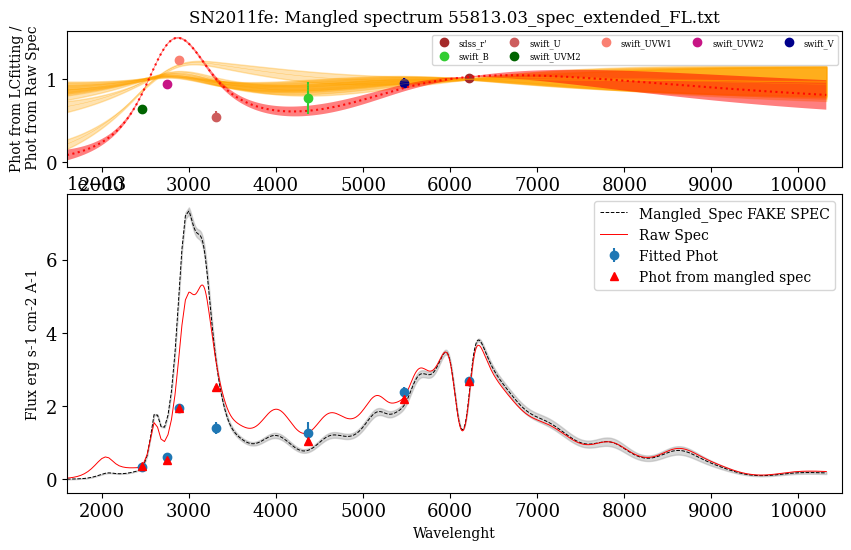 SN2011fe: Mangled spectrum 55813.03_spec_extended_FL.txt
Phot from LCfitting /
Phot from Raw Spec
1
0
sdss_r'
swift_B
swift_U
swift_UVM2
swift_UVW1
swift_UVW2
swift_V
2000 3000 4000 5000 6000 7000 8000 9000 10000
1e−13
Flux erg s-1 cm-2 A-1
6
4
2
0
Mangled_Spec FAKE SPEC
Raw Spec
Fitted Phot
Phot from mangled spec
2000 3000 4000 5000 6000 7000 8000 9000 10000
Wavelenght